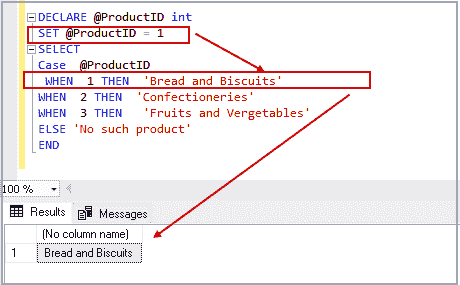 DECLARE @ProductID int
SET @ProductID = 1
SELECT
Case @ProductID
WHEN 1 THEN 'Bread and Biscuits'
WHEN 2 THEN 'Confectioneries'
WHEN 3 THEN 'Fruits and Vergetables'
ELSE 'No such product'
END
100 %
Results Messages
(No column name)
1 Bread and Biscuits